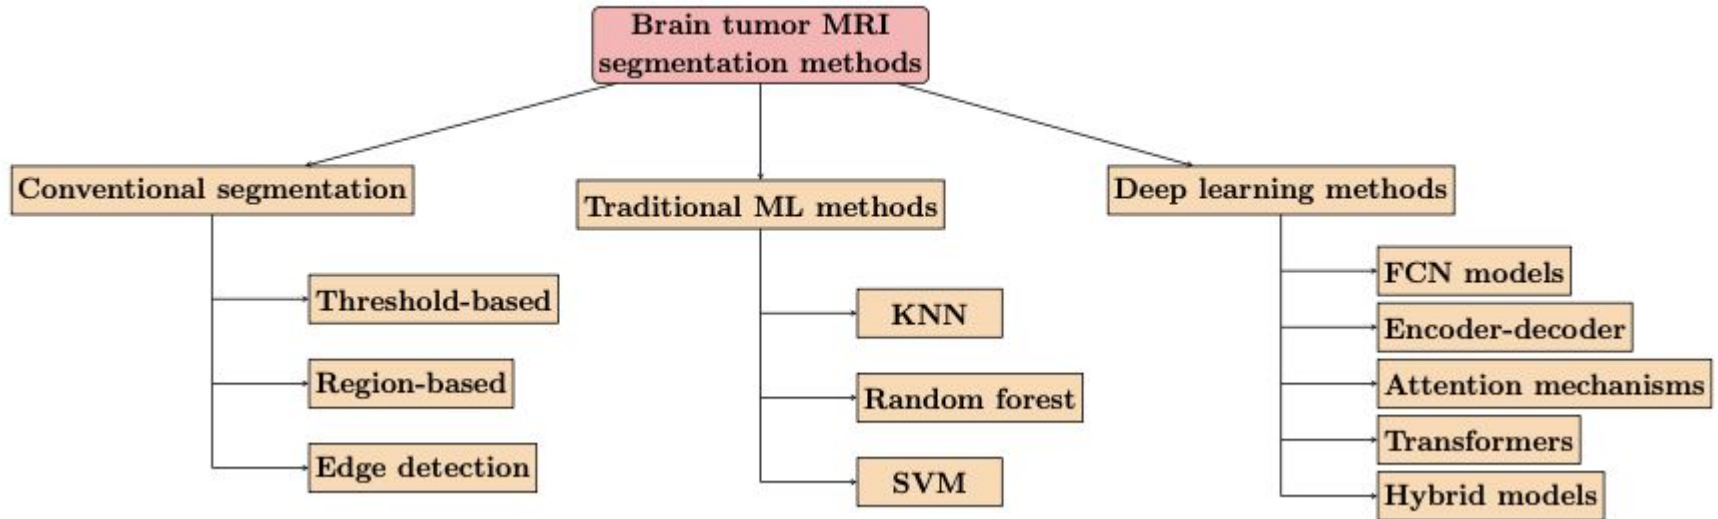 Brain tumor MRI
segmentation methods
Conventional segmentation
Threshold-based
Region-based
Edge detection
Traditional ML methods
KNN
Random forest
SVM
Deep learning methods
FCN models
Encoder-decoder
Attention mechanisms
Transformers
Hybrid models